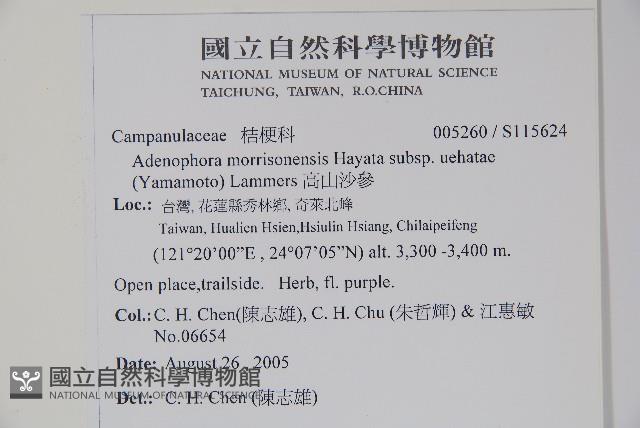 國立自然科學博物館
NATIONAL MUSEUM OF NATURAL SCIENCE
TAICHUNG, TAIWAN, R.O.CHINA
Campanulaceae 桔梗科 005260 / S115624
Adenophora morrisonensis Hayata subsp. uehatae
(Yamamoto) Lammers 高山沙參
Loc.: 台灣, 花蓮縣秀林鄉, 奇萊北峰
Taiwan, Hualien Hsien,Hsiulin Hsiang, Chilaipeifeng
(121°20'00”E , 24°07'05”N) alt. 3,300 -3,400 m.
Open place,trailside. Herb, fl. purple.
Col.: C. H. Chen(陳志雄), C. H. Chu (朱哲輝) & 江惠敏
No.06654
Date: August 26 , 2005
Det.: C. H. Chen (陳志雄)
國立自然科學博物館
NATIONAL MUSEUM OF NATURAL SCIENCE